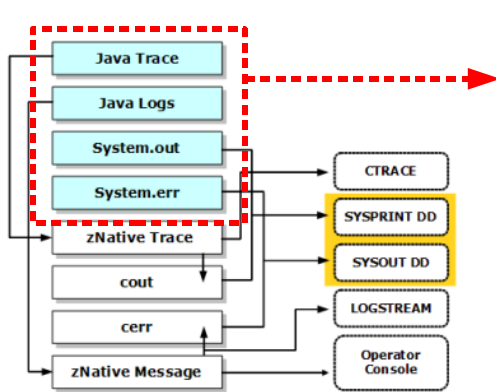 Java Trace
Java Logs
System.out
System.err
zNative Trace
cout
cerr
zNative Message
CTRACE
SYSPRINT DD
SYSOUT DD
LOGSTREAM
Operator
Console